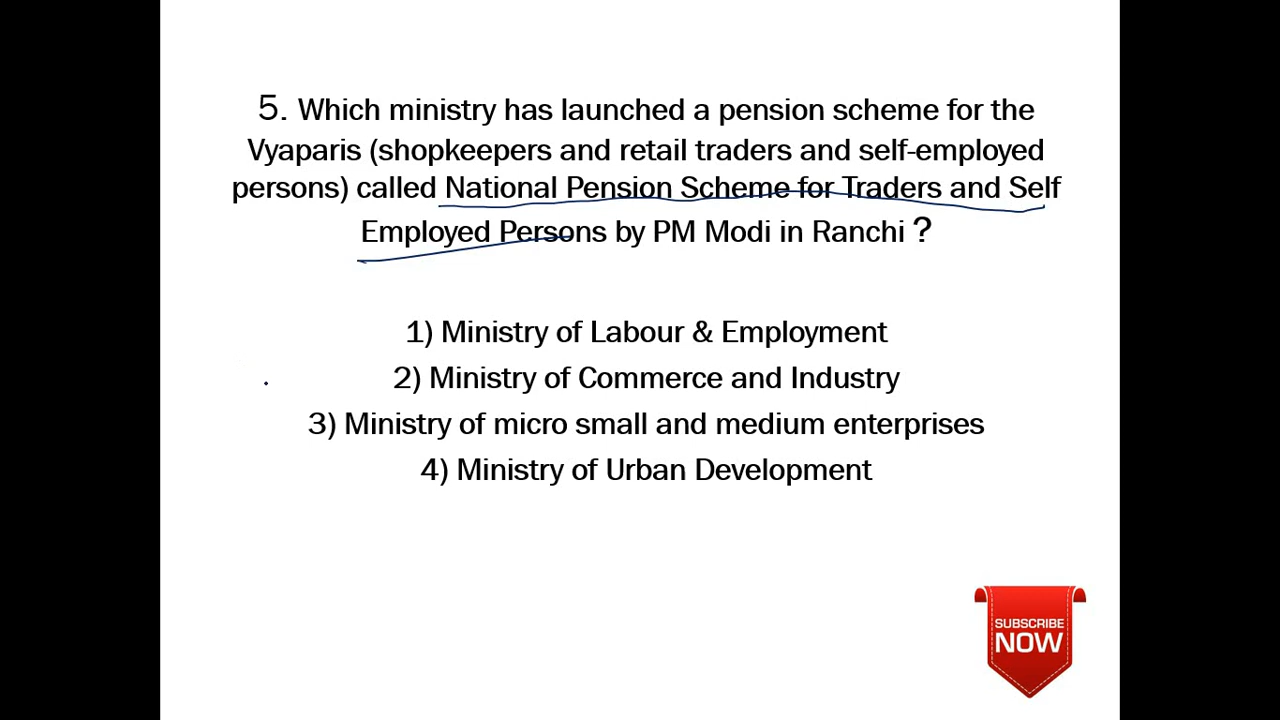 5. Which ministry has launched a pension scheme for the
Vyaparis (shopkeepers and retail traders and self-employed
persons) called National Pension Scheme for Traders and Self
Employed Persons by PM Modi in Ranchi ?
1) Ministry of Labour & Employment
2) Ministry of Commerce and Industry
3) Ministry of micro small and medium enterprises
4) Ministry of Urban Development
SUBSCRIBE
NOW